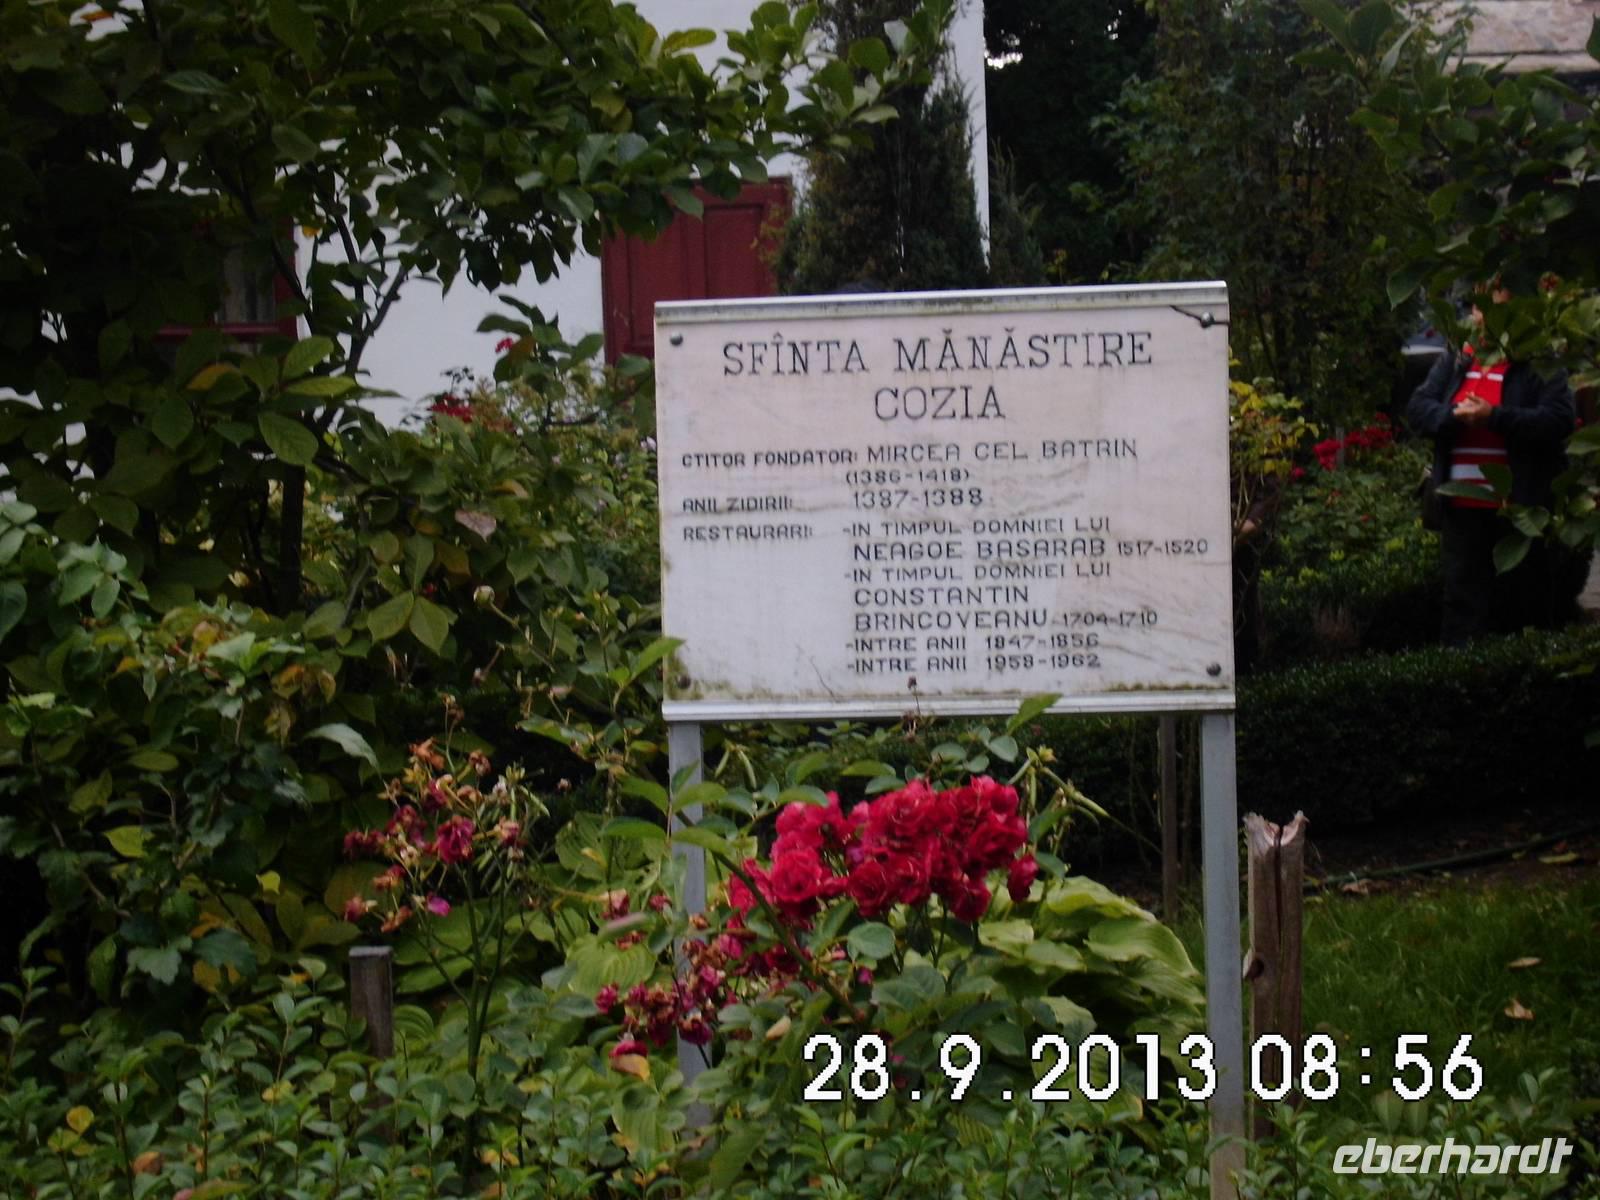 SFÎNTA MĂNĂSTIRE
COZIA
CTITOR FONDATOR: MIRCEA CEL BATRIN
(1386-1418)
ANII ZIDIRII: 1387-1388
RESTAURARI: -IN TIMPUL DOMNIEI LUI
NEAGOE BASARAB 1517-1520
-IN TIMPUL DOMNIEI LUI
CONSTANTIN
BRINCOVEANU 1704-1710
-INTRE ANII 1847-1856
-INTRE ANII 1958-1962
28.9.2013 08:56
eberhardt